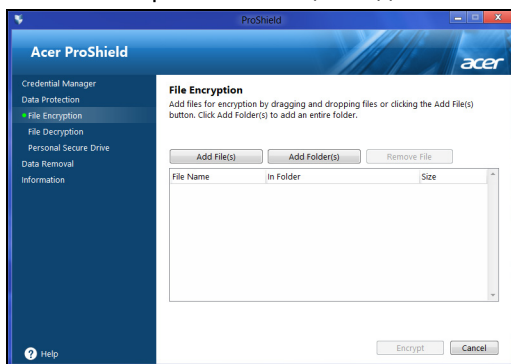 ProShield
Acer ProShield
acer
Credential Manager
Data Protection
File Encryption
File Decryption
Personal Secure Drive
Data Removal
Information
File Encryption
Add files for encryption by dragging and dropping files or clicking the Add File(s)
button. Click Add Folder(s) to add an entire folder.
Add File(s) Add Folder(s) Remove File
File Name In Folder Size
Encrypt Cancel
? Help